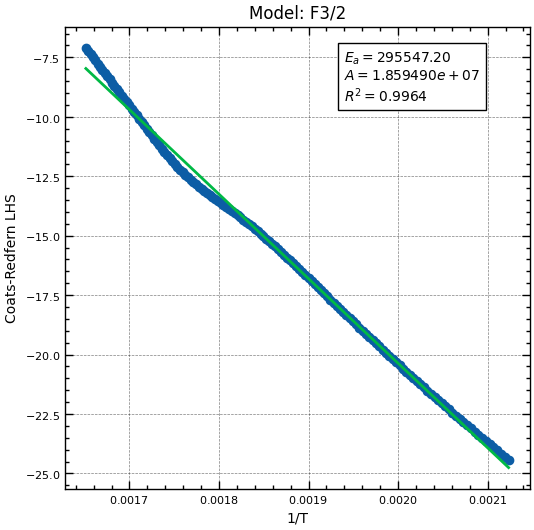 Model: F3/2
−7.5
−10.0
−12.5
−15.0
−17.5
−20.0
−22.5
−25.0
Coats-Redfern LHS
Eₐ = 295547.20
A = 1.859490e + 07
R² = 0.9964
0.0017 0.0018 0.0019 0.0020 0.0021
1/T